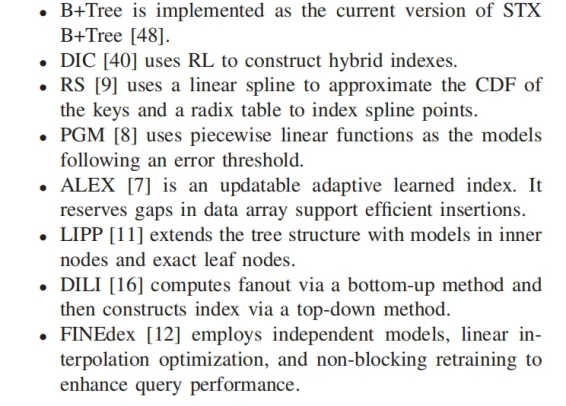 • B+Tree is implemented as the current version of STX
B+Tree [48].
• DIC [40] uses RL to construct hybrid indexes.
• RS [9] uses a linear spline to approximate the CDF of
the keys and a radix table to index spline points.
• PGM [8] uses piecewise linear functions as the models
following an error threshold.
• ALEX [7] is an updatable adaptive learned index. It
reserves gaps in data array support efficient insertions.
• LIPP [11] extends the tree structure with models in inner
nodes and exact leaf nodes.
• DILI [16] computes fanout via a bottom-up method and
then constructs index via a top-down method.
• FINEdex [12] employs independent models, linear in-
terpolation optimization, and non-blocking retraining to
enhance query performance.